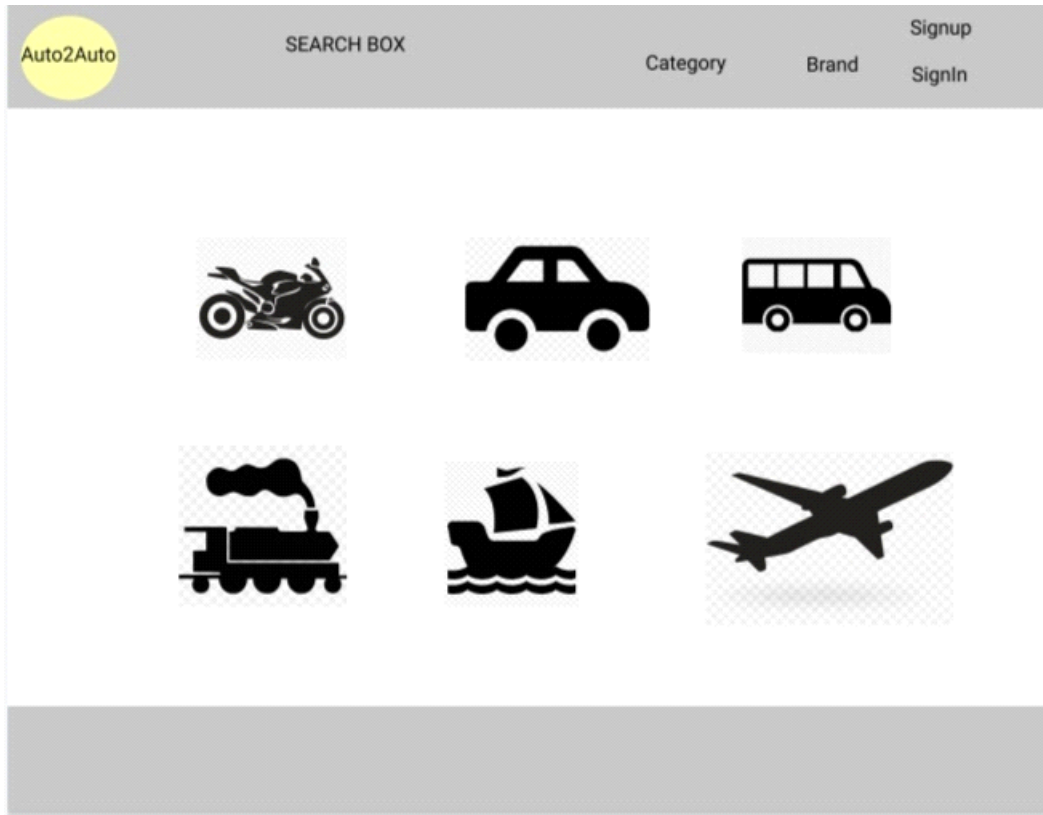 Auto2Auto
SEARCH BOX
Category
Brand
Signup
SignIn